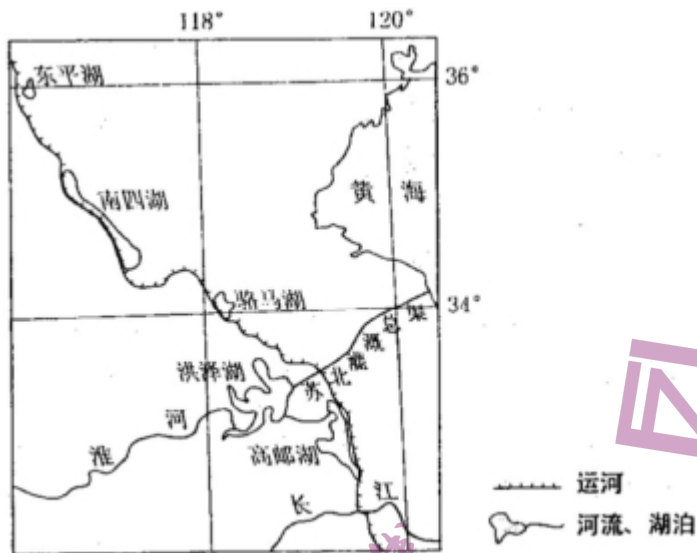 118°
120°
36°
东平湖
南四湖
黄 海
骆马湖
34°
苏北灌溉总渠
洪泽湖
淮 河
高邮湖
长 江
运河
河流、湖泊